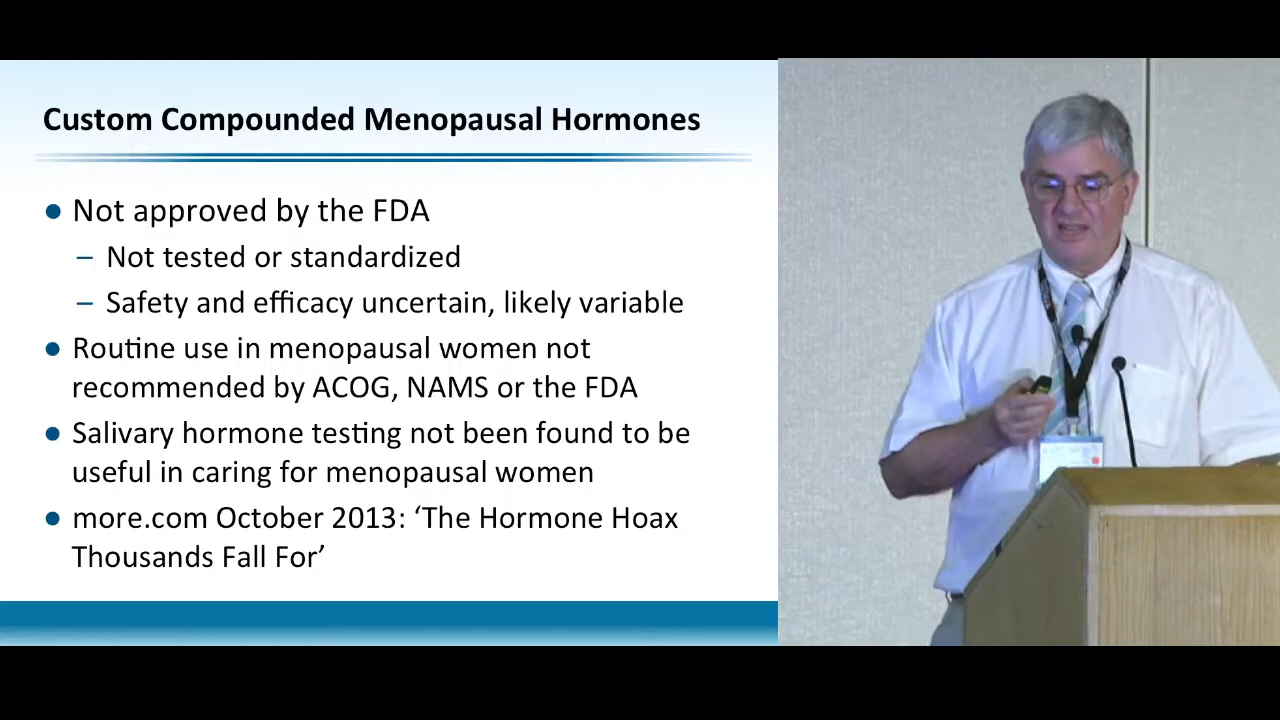 Custom Compounded Menopausal Hormones
● Not approved by the FDA
– Not tested or standardized
– Safety and efficacy uncertain, likely variable
● Routine use in menopausal women not
recommended by ACOG, NAMS or the FDA
● Salivary hormone testing not been found to be
useful in caring for menopausal women
● more.com October 2013: ‘The Hormone Hoax
Thousands Fall For’